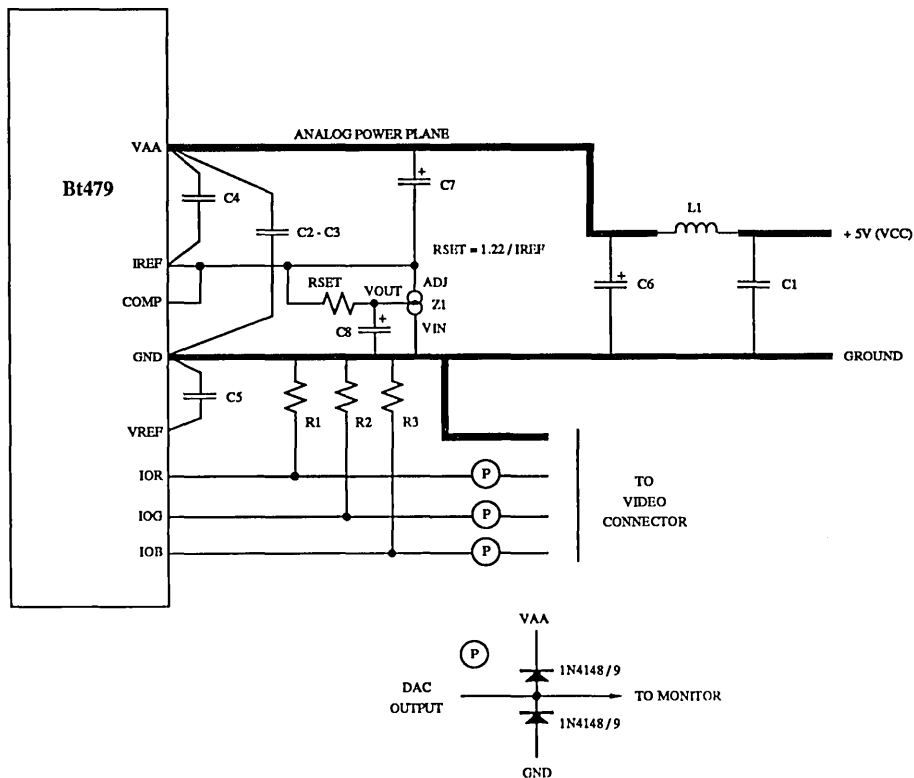 ANALOG POWER PLANE
VAA
Bt479
C4
C2 - C3
+
C7
L1
+ 5V (VCC)
RSET = 1.22 / IREF
IREF
COMP
RSET
VOUT
ADJ
Z1
VIN
+
C8
+
C6
C1
GND
GROUND
C5
VREF
R1
R2
R3
IOR
IOG
IOB
P
P
P
TO
VIDEO
CONNECTOR
VAA
P
1N4148 / 9
DAC
OUTPUT
TO MONITOR
1N4148 / 9
GND